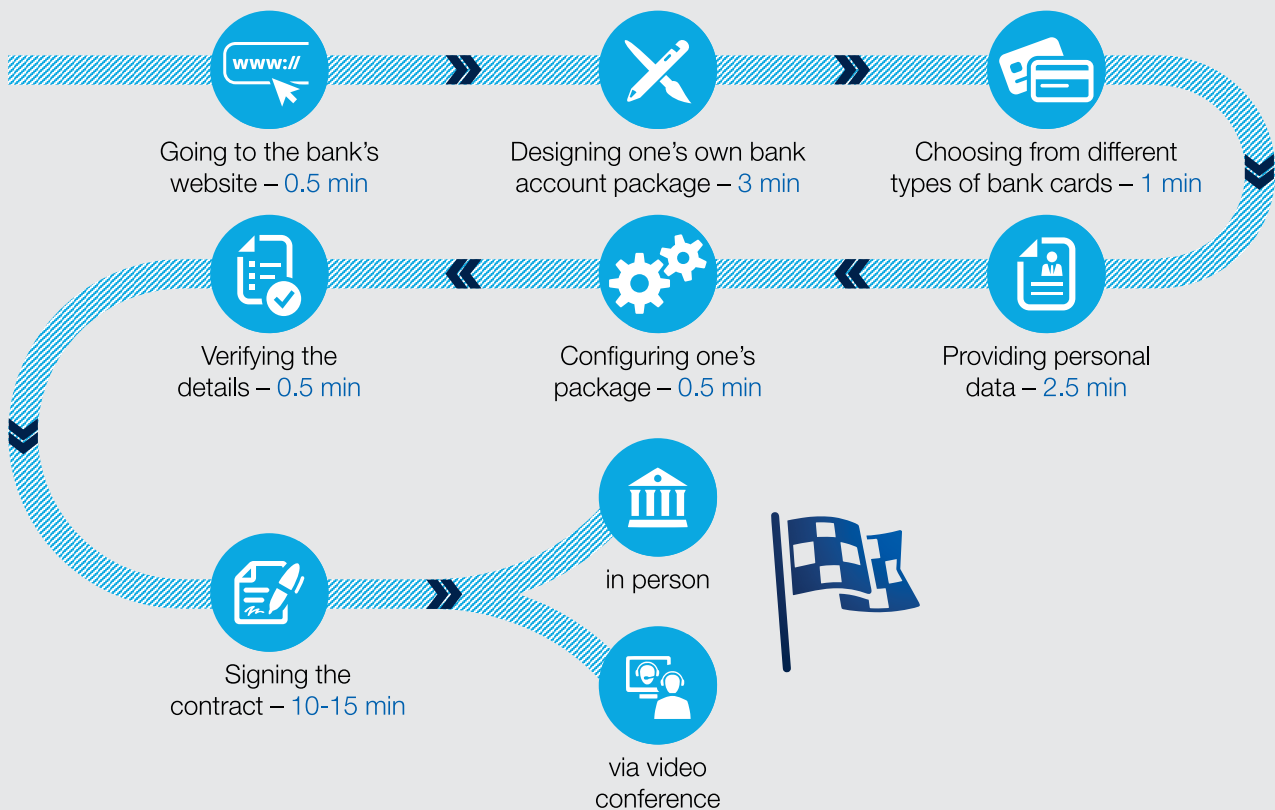 www://
Going to the bank's
website – 0.5 min
Designing one's own bank
account package – 3 min
Choosing from different
types of bank cards – 1 min
Providing personal
data – 2.5 min
Configuring one's
package – 0.5 min
Verifying the
details – 0.5 min
Signing the
contract – 10-15 min
in person
via video
conference